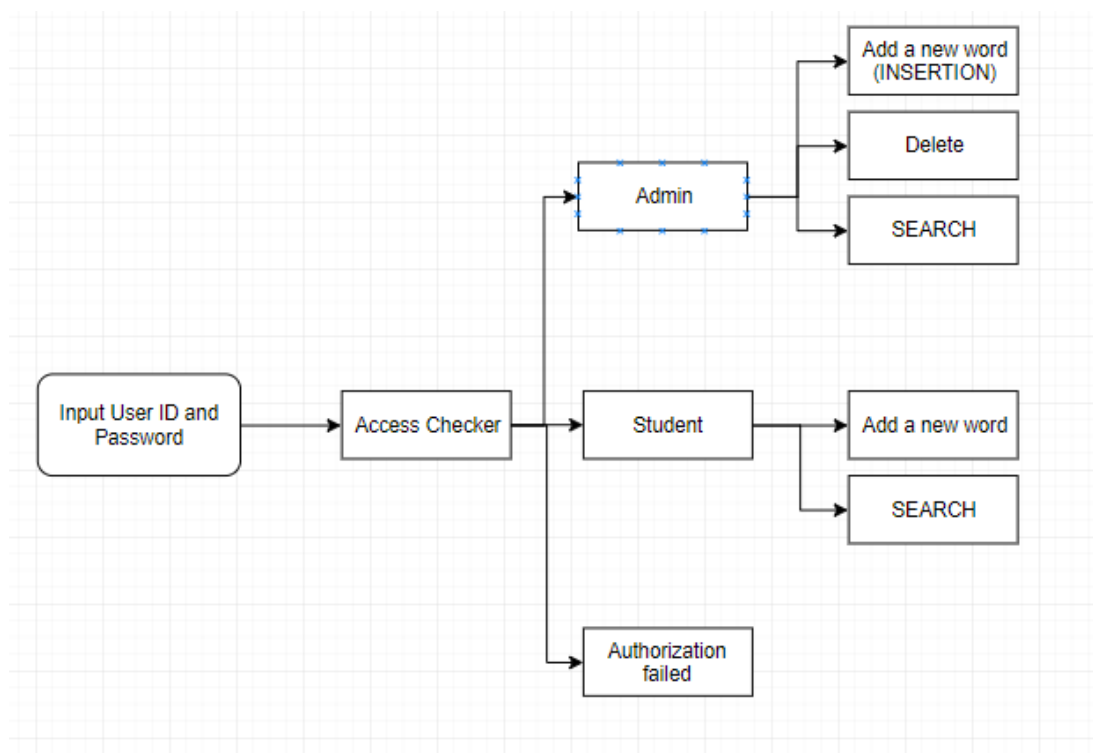 Add a new word
(INSERTION)
Delete
Admin
SEARCH
Input User ID and
Password
Access Checker
Student
Add a new word
SEARCH
Authorization
failed